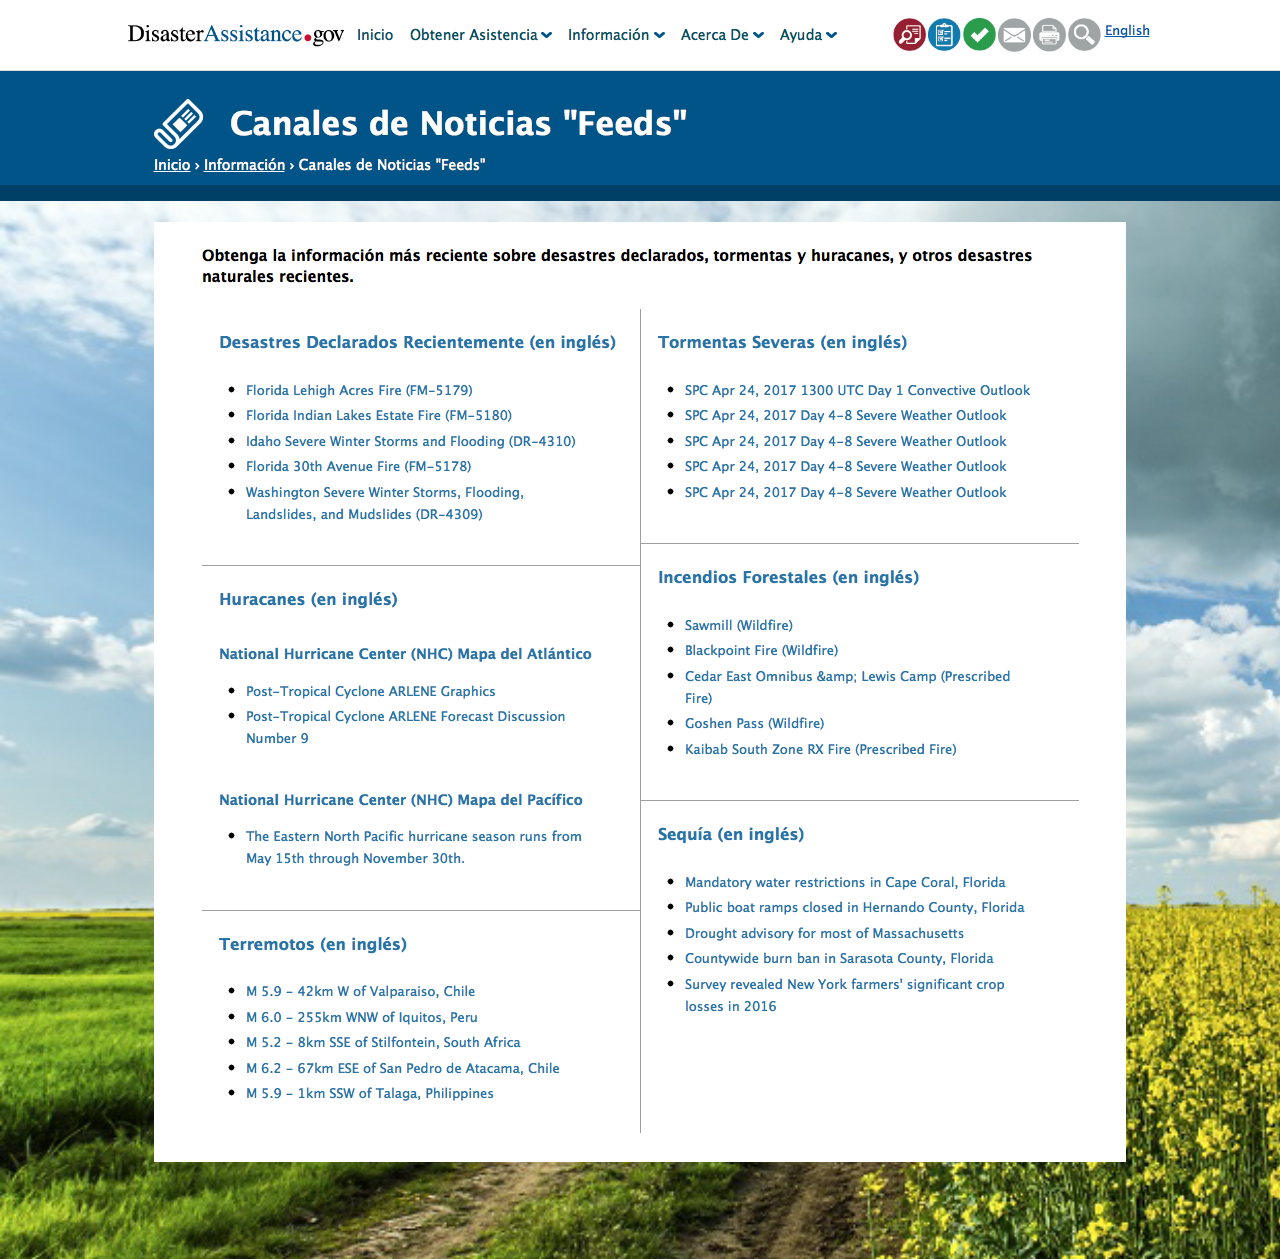 DisasterAssistance.gov Inicio Obtener Asistencia Información Acerca De Ayuda English
Canales de Noticias "Feeds"
Inicio › Información › Canales de Noticias "Feeds"
Obtenga la información más reciente sobre desastres declarados, tormentas y huracanes, y otros desastres
naturales recientes.
Desastres Declarados Recientemente (en inglés)
Florida Lehigh Acres Fire (FM-5179)
Florida Indian Lakes Estate Fire (FM-5180)
Idaho Severe Winter Storms and Flooding (DR-4310)
Florida 30th Avenue Fire (FM-5178)
Washington Severe Winter Storms, Flooding,
Landslides, and Mudslides (DR-4309)
Huracanes (en inglés)
National Hurricane Center (NHC) Mapa del Atlántico
Post-Tropical Cyclone ARLENE Graphics
Post-Tropical Cyclone ARLENE Forecast Discussion
Number 9
National Hurricane Center (NHC) Mapa del Pacífico
The Eastern North Pacific hurricane season runs from
May 15th through November 30th.
Terremotos (en inglés)
M 5.9 - 42km W of Valparaiso, Chile
M 6.0 - 255km WNW of Iquitos, Peru
M 5.2 - 8km SSE of Stilfontein, South Africa
M 6.2 - 67km ESE of San Pedro de Atacama, Chile
M 5.9 - 1km SSW of Talaga, Philippines
Tormentas Severas (en inglés)
SPC Apr 24, 2017 1300 UTC Day 1 Convective Outlook
SPC Apr 24, 2017 Day 4-8 Severe Weather Outlook
SPC Apr 24, 2017 Day 4-8 Severe Weather Outlook
SPC Apr 24, 2017 Day 4-8 Severe Weather Outlook
SPC Apr 24, 2017 Day 4-8 Severe Weather Outlook
Incendios Forestales (en inglés)
Sawmill (Wildfire)
Blackpoint Fire (Wildfire)
Cedar East Omnibus &amp; Lewis Camp (Prescribed
Fire)
Goshen Pass (Wildfire)
Kaibab South Zone RX Fire (Prescribed Fire)
Sequía (en inglés)
Mandatory water restrictions in Cape Coral, Florida
Public boat ramps closed in Hernando County, Florida
Drought advisory for most of Massachusetts
Countywide burn ban in Sarasota County, Florida
Survey revealed New York farmers' significant crop
losses in 2016